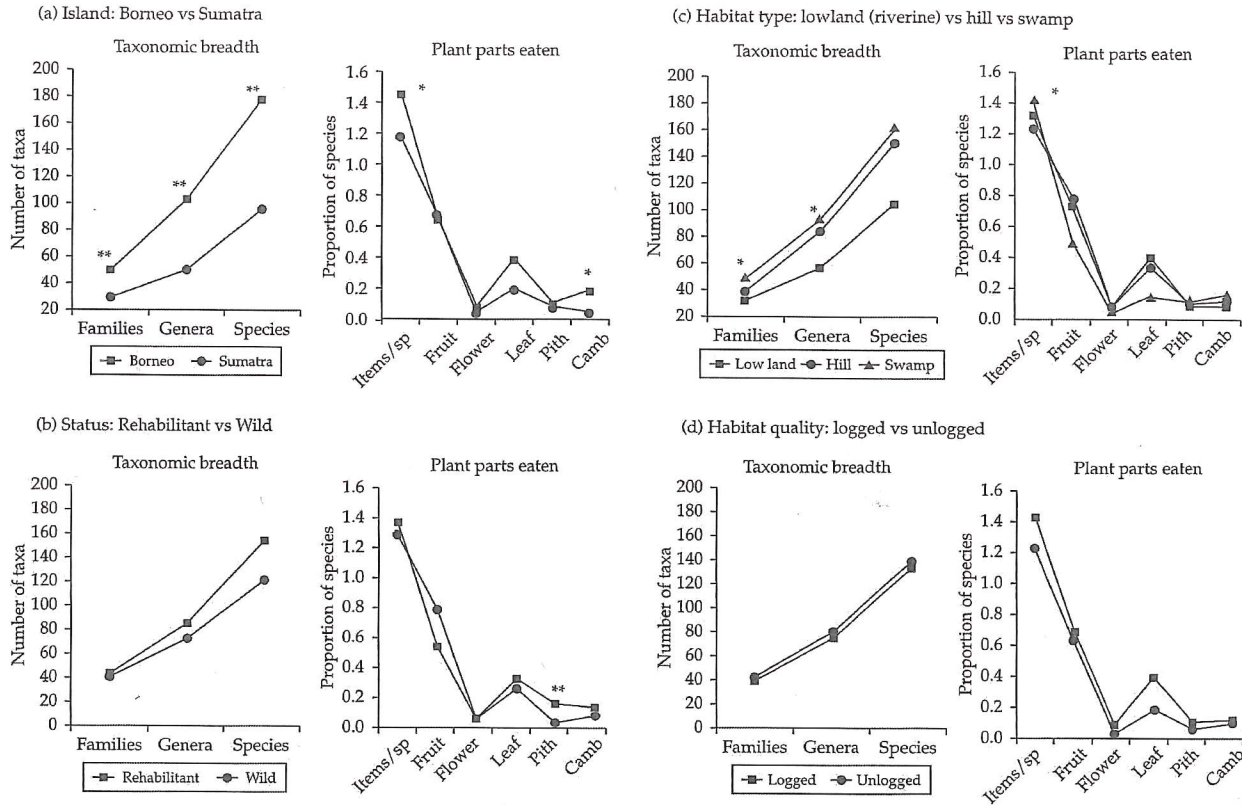 (a) Island: Borneo vs Sumatra
Taxonomic breadth
Number of taxa
200
180
160
140
120
100
80
60
40
20
**
**
**
Families Genera Species
Borneo Sumatra
Plant parts eaten
Proportion of species
1.6
1.4
1.2
1.0
0.8
0.6
0.4
0.2
0.0
*
*
Items/sp
Fruit
Flower
Leaf
Pith
Camb
(b) Status: Rehabilitant vs Wild
Taxonomic breadth
Number of taxa
200
180
160
140
120
100
80
60
40
20
0
Families Genera Species
Rehabilitant Wild
Plant parts eaten
Proportion of species
1.6
1.4
1.2
1.0
0.8
0.6
0.4
0.2
0.0
**
Items/sp
Fruit
Flower
Leaf
Pith
Camb
(c) Habitat type: lowland (riverine) vs hill vs swamp
Taxonomic breadth
Number of taxa
200
180
160
140
120
100
80
60
40
20
*
*
Families Genera Species
Low land Hill Swamp
Plant parts eaten
Proportion of species
1.6
1.4
1.2
1.0
0.8
0.6
0.4
0.2
0.0
*
Items/sp
Fruit
Flower
Leaf
Pith
Camb
(d) Habitat quality: logged vs unlogged
Taxonomic breadth
Number of taxa
200
180
160
140
120
100
80
60
40
20
0
Families Genera Species
Logged Unlogged
Plant parts eaten
Proportion of species
1.6
1.4
1.2
1.0
0.8
0.6
0.4
0.2
0.0
Items/sp
Fruit
Flower
Leaf
Pith
Camb